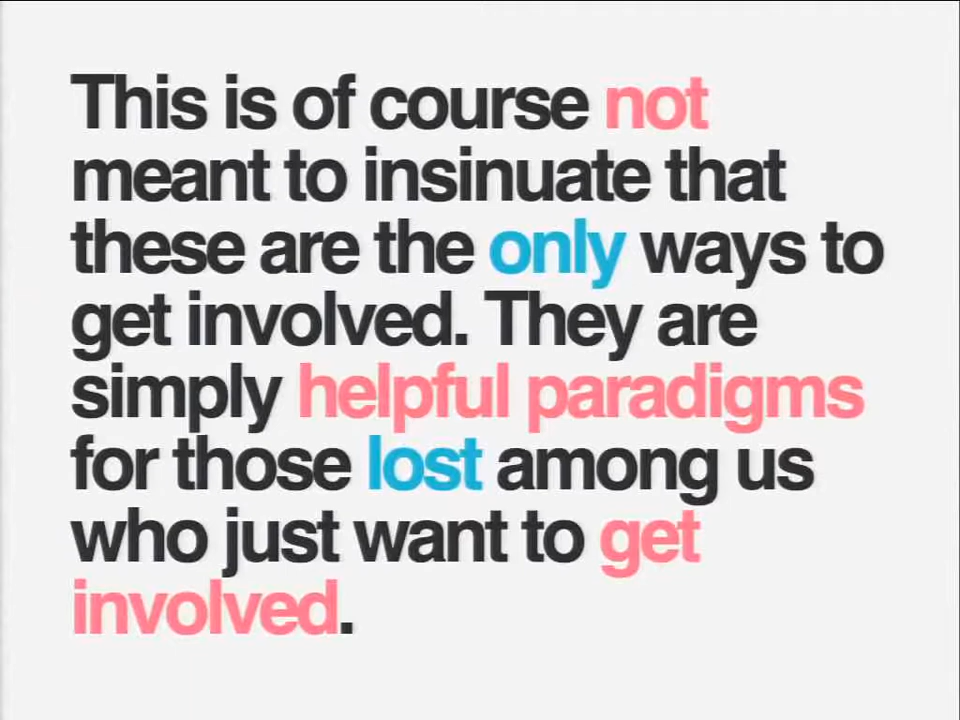 This is of course not
meant to insinuate that
these are the only ways to
get involved. They are
simply helpful paradigms
for those lost among us
who just want to get
involved.